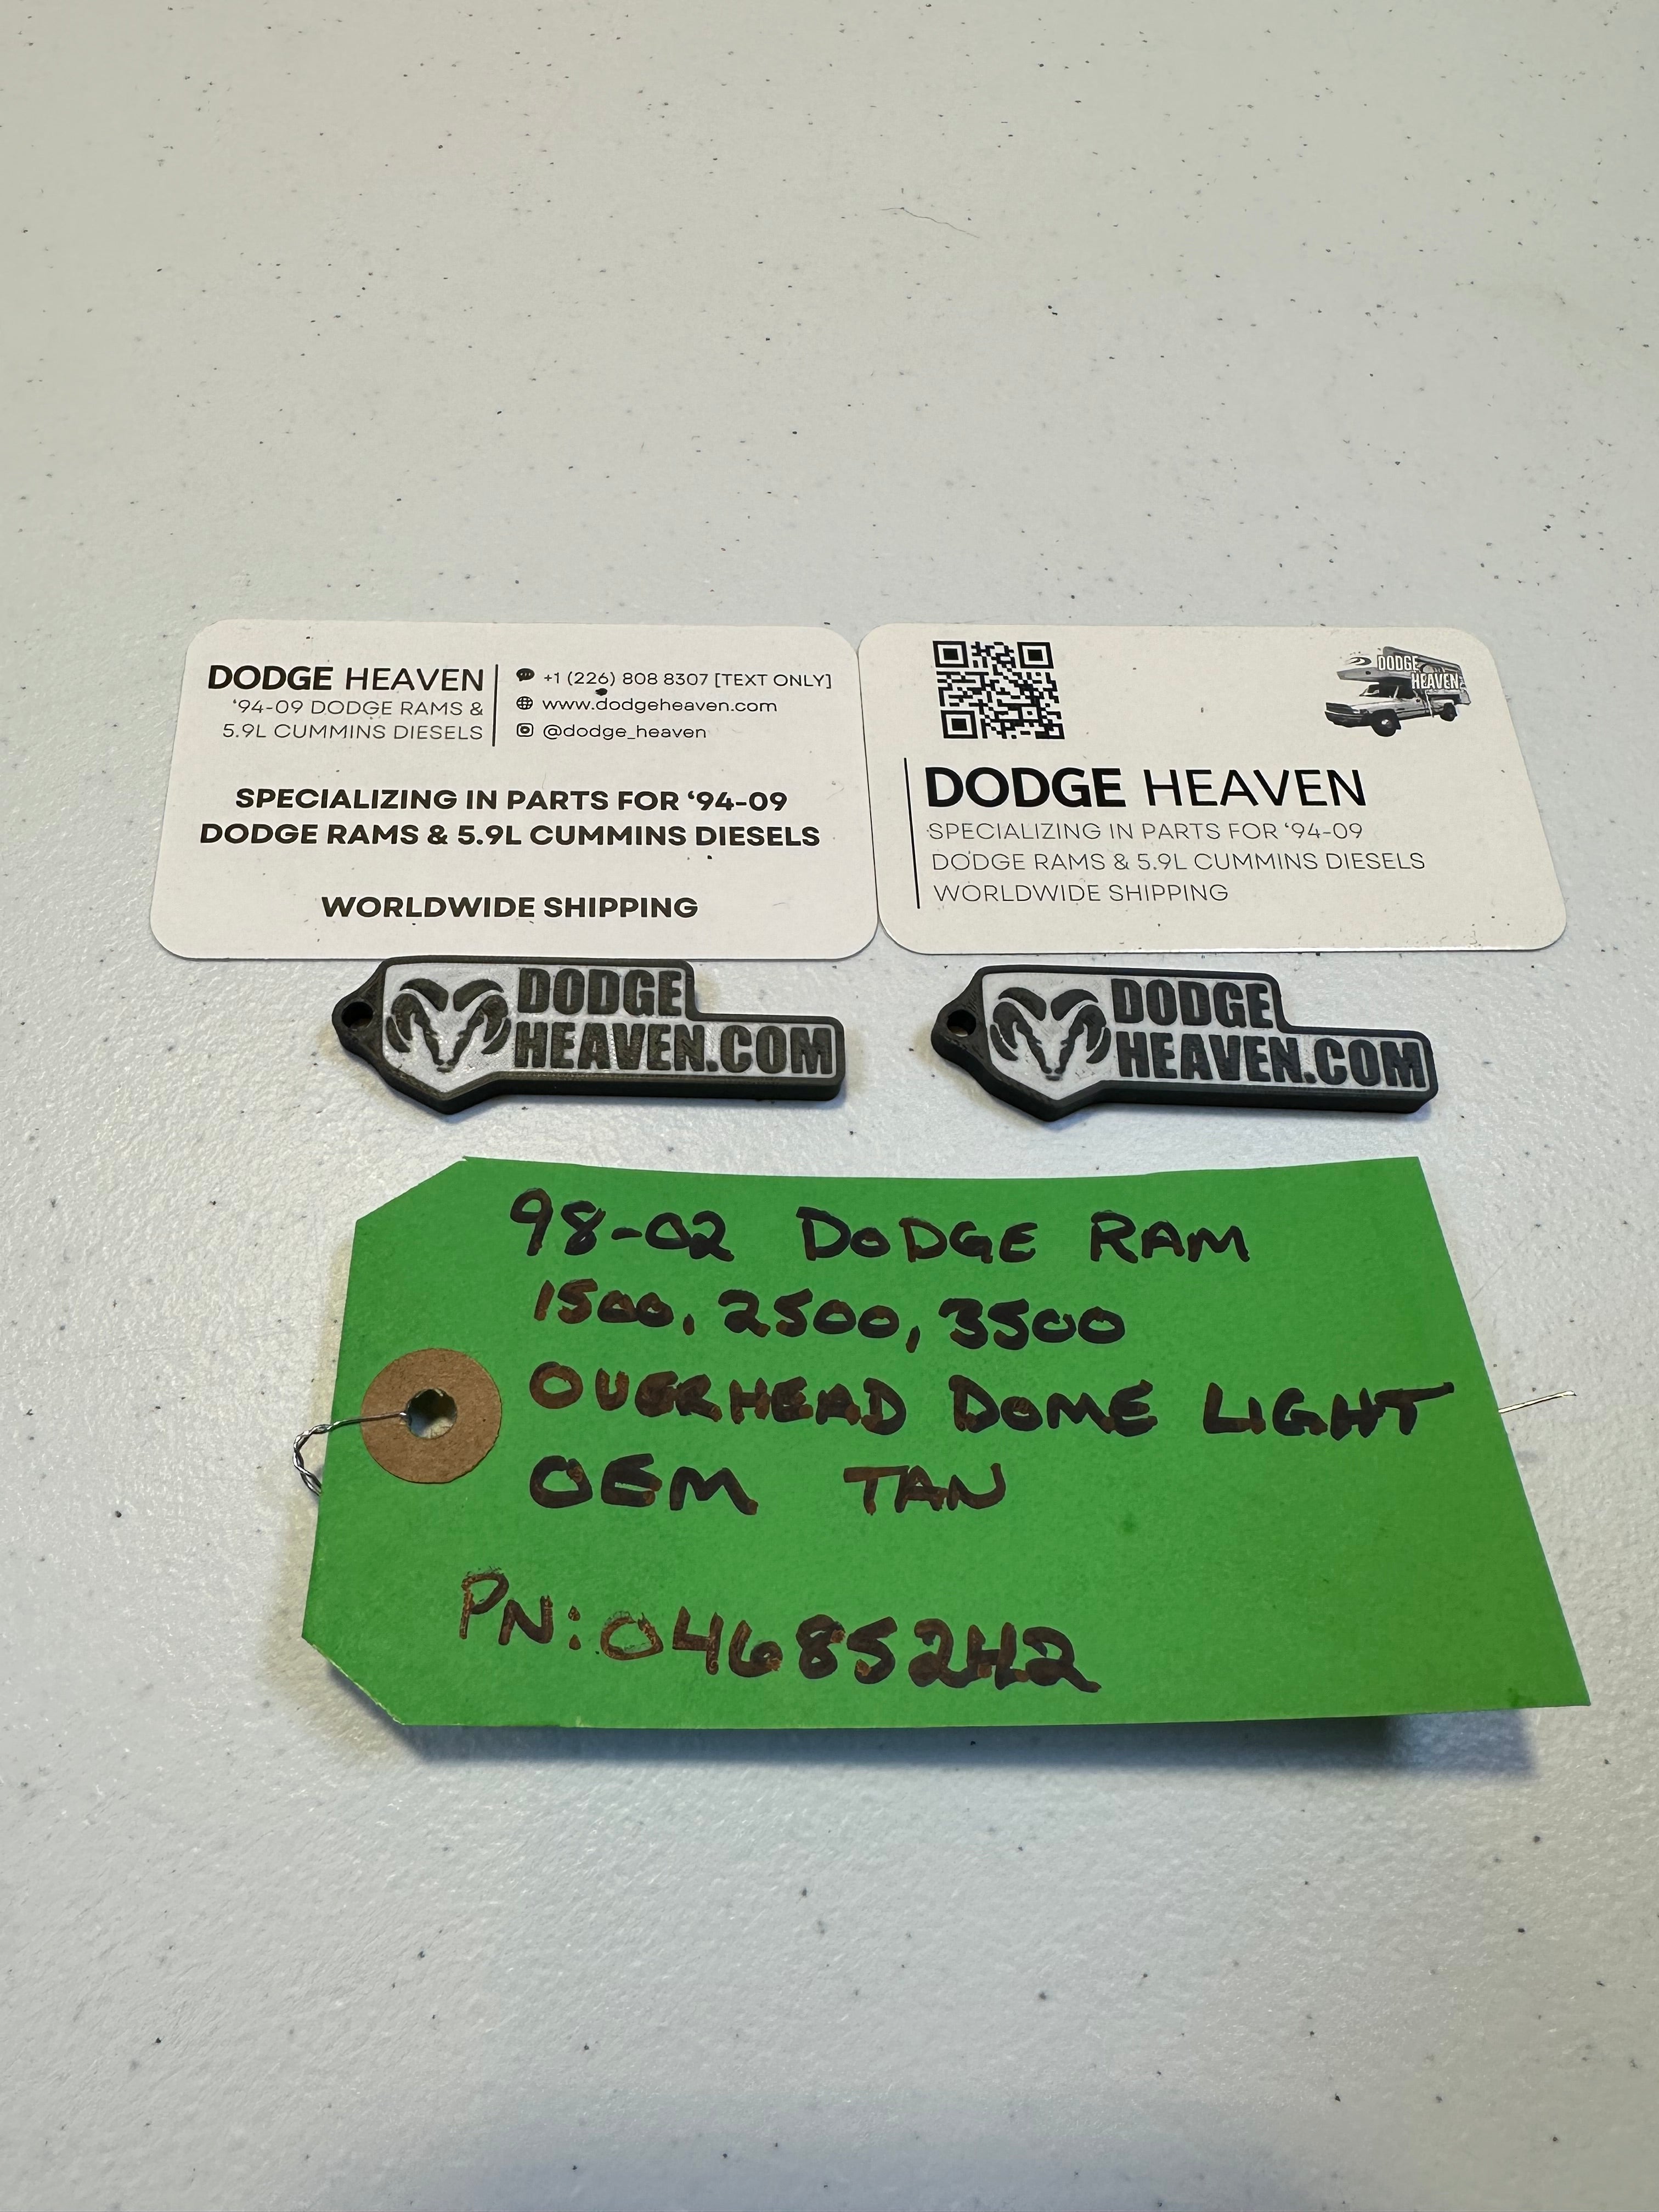 DODGE HEAVEN
'94-09 DODGE RAMS &
5.9L CUMMINS DIESELS
+1 (226) 808 8307 [TEXT ONLY]
www.dodgeheaven.com
@dodge_heaven
SPECIALIZING IN PARTS FOR '94-09
DODGE RAMS & 5.9L CUMMINS DIESELS
WORLDWIDE SHIPPING
DODGE
HEAVEN
DODGE HEAVEN
SPECIALIZING IN PARTS FOR '94-09
DODGE RAMS & 5.9L CUMMINS DIESELS
WORLDWIDE SHIPPING
DODGE
HEAVEN.COM
DODGE
HEAVEN.COM
98-02 DODGE RAM
1500, 2500, 3500
OVERHEAD DOME LIGHT
OEM TAN
PN:04685242